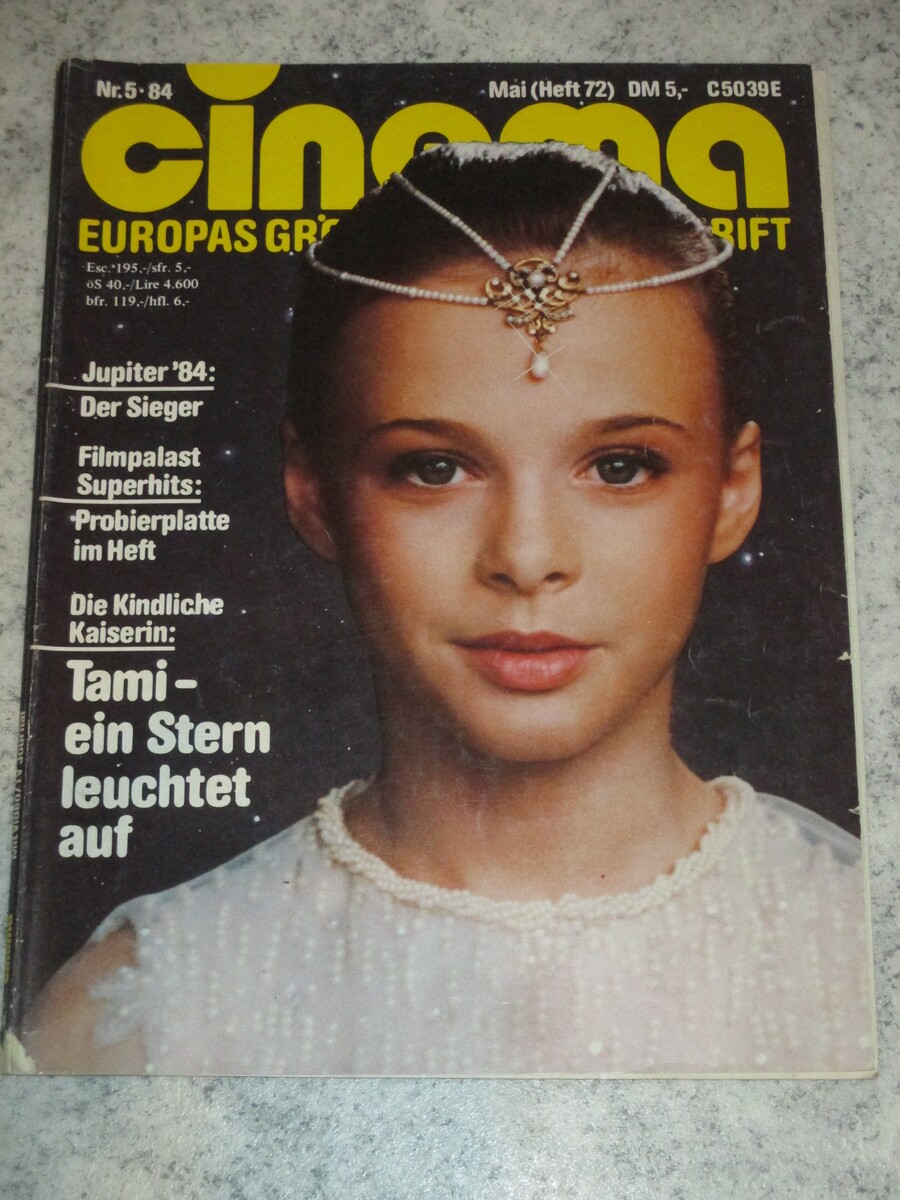 Nr. 5·84
Mai (Heft 72) DM 5,- C5039E
cinema
EUROPAS
Esc. 195,-/sfr. 5,-
öS 40,-/Lire 4.600
bfr. 119,-/hfl. 6,-
Jupiter '84:
Der Sieger
Filmpalast
Superhits:
Probierplatte
im Heft
Die Kindliche
Kaiserin:
Tami -
ein Stern
leuchtet
auf